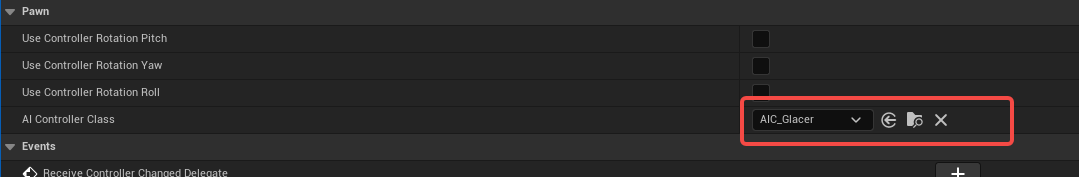 Pawn
Use Controller Rotation Pitch
Use Controller Rotation Yaw
Use Controller Rotation Roll
AI Controller Class AIC_Glacer
Events
Receive Controller Changed Delegate